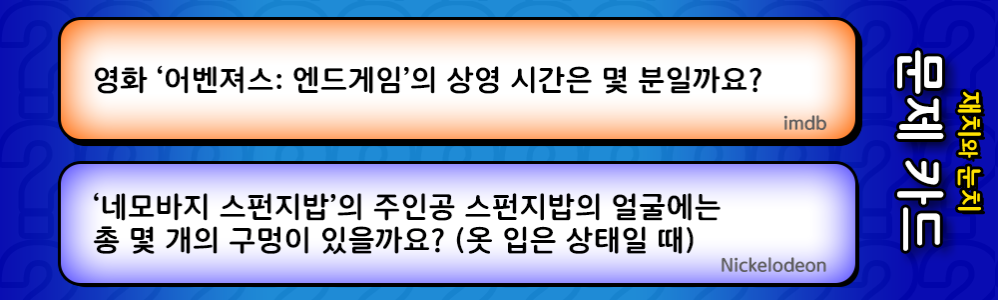 영화 ‘어벤져스: 엔드게임’의 상영 시간은 몇 분일까요?
imdb
‘네모바지 스펀지밥’의 주인공 스펀지밥의 얼굴에는
총 몇 개의 구멍이 있을까요? (옷 입은 상태일 때)
Nickelodeon
재치와 눈치
문제 카드